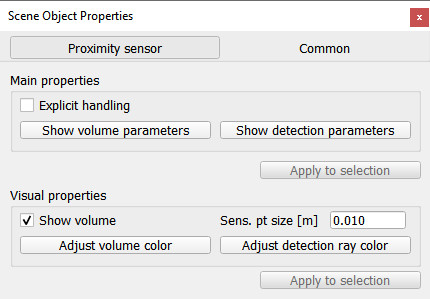 Scene Object Properties x
Proximity sensor Common
Main properties
Explicit handling
Show volume parameters Show detection parameters
Apply to selection
Visual properties
Show volume Sens. pt size [m] 0.010
Adjust volume color Adjust detection ray color
Apply to selection